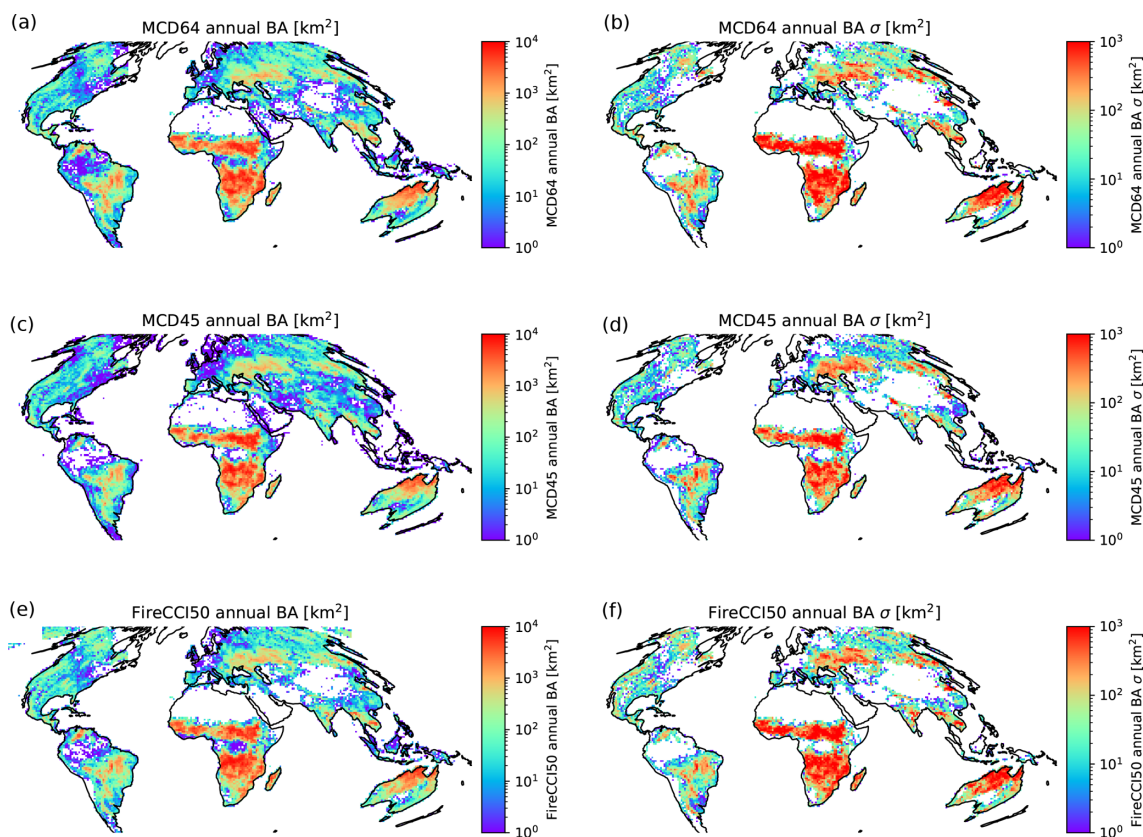 (a)
MCD64 annual BA [km²]
10⁴
10³
10²
10¹
10⁰
MCD64 annual BA [km²]
(b)
MCD64 annual BA σ [km²]
10³
10²
10¹
10⁰
MCD64 annual BA σ [km²]
(c)
MCD45 annual BA [km²]
10⁴
10³
10²
10¹
10⁰
MCD45 annual BA [km²]
(d)
MCD45 annual BA σ [km²]
10³
10²
10¹
10⁰
MCD45 annual BA σ [km²]
(e)
FireCCI50 annual BA [km²]
10⁴
10³
10²
10¹
10⁰
FireCCI50 annual BA [km²]
(f)
FireCCI50 annual BA σ [km²]
10³
10²
10¹
10⁰
FireCCI50 annual BA σ [km²]